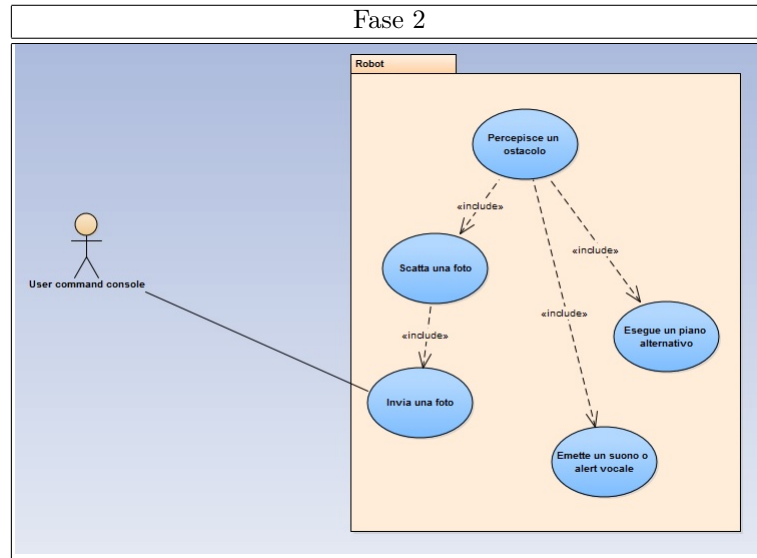 Fase 2
Robot
Percepisce un
ostacolo
«include»
Scatta una foto
«include»
User command console
«include»
«include»
Esegue un piano
alternativo
Invia una foto
Emette un suono o
alert vocale